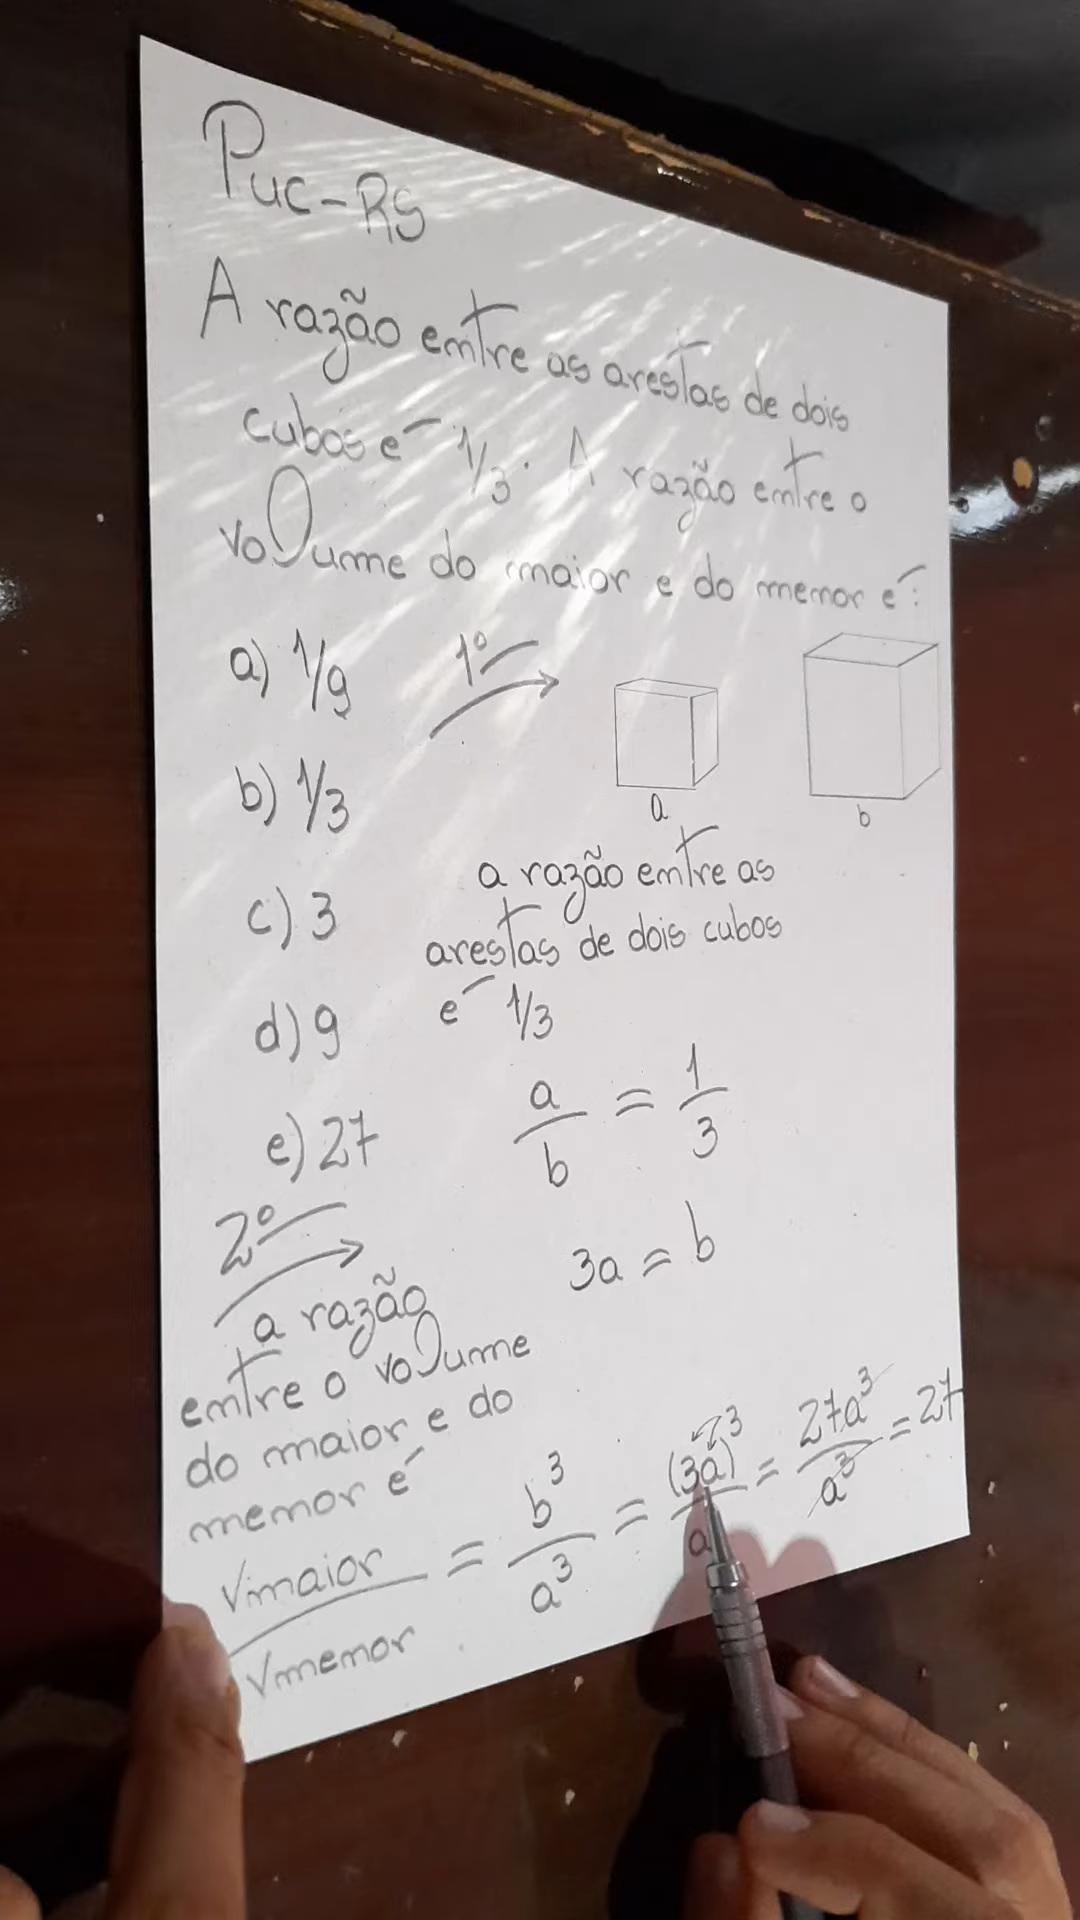 Puc-RS
A razão entre as arestas de dois
cubos é 1/3. A razão entre o
volume do maior e do menor é:
a) 1/9
b) 1/3
c) 3
d) 9
e) 27
1º
a
b
a razão entre as
arestas de dois cubos
é 1/3
a/b = 1/3
3a = b
2º
a razão
entre o volume
do maior e do
menor é
Vmaior/Vmenor = b³/a³ = (3a)³/a = 27a³/a³ = 27